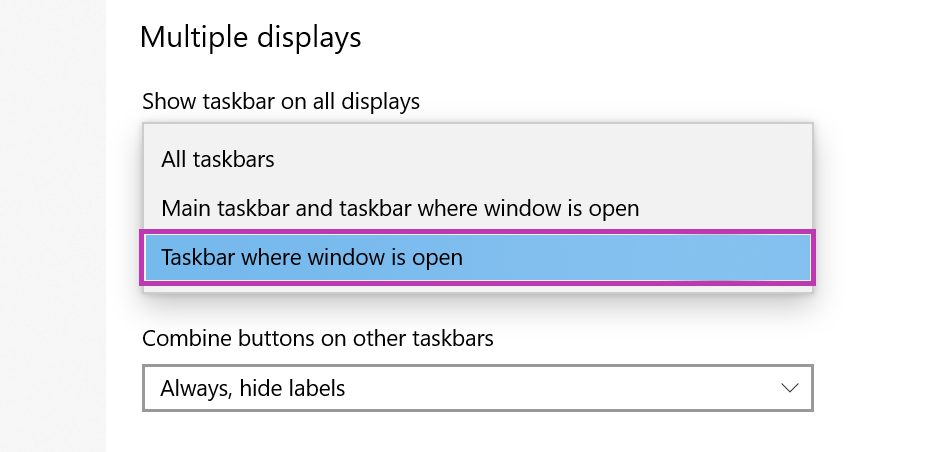 Multiple displays
Show taskbar on all displays
All taskbars
Main taskbar and taskbar where window is open
Taskbar where window is open
Combine buttons on other taskbars
Always, hide labels